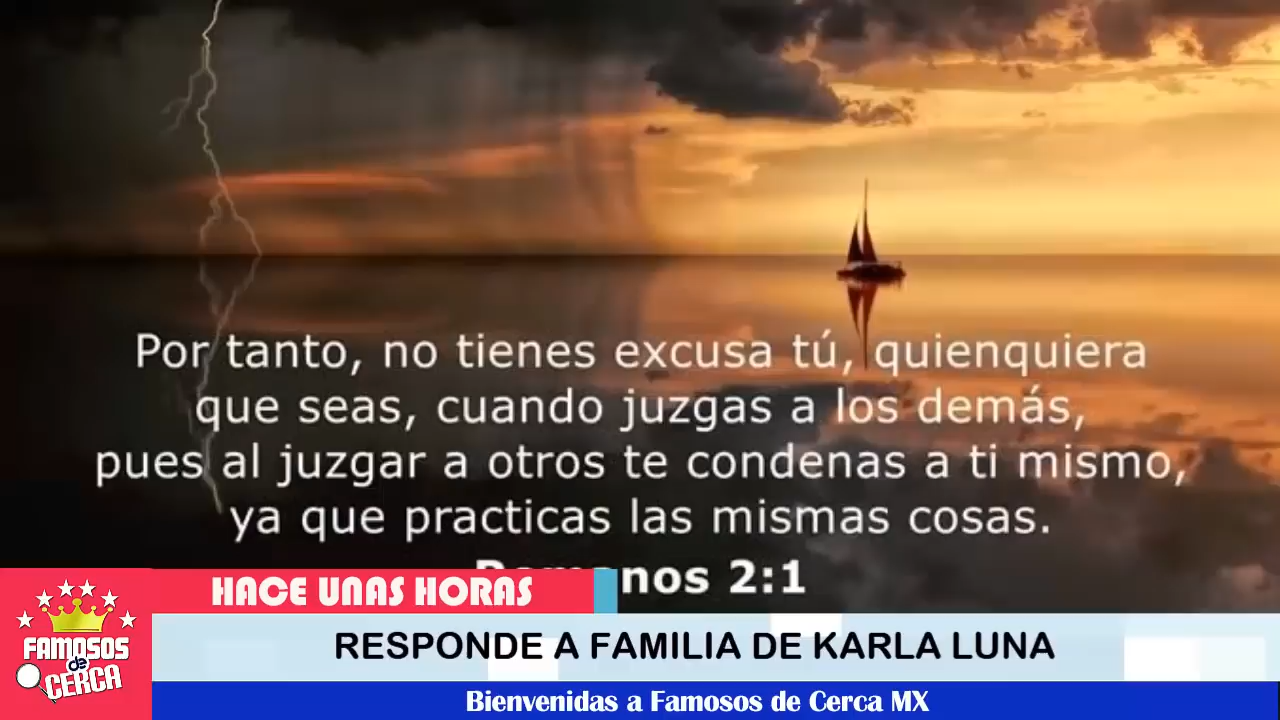 Por tanto, no tienes excusa tú, quienquiera
que seas, cuando juzgas a los demás,
pues al juzgar a otros te condenas a ti mismo,
ya que practicas las mismas cosas.
Romanos 2:1
HACE UNAS HORAS
RESPONDE A FAMILIA DE KARLA LUNA
FAMOSOS
de
CERCA
Bienvenidas a Famosos de Cerca MX